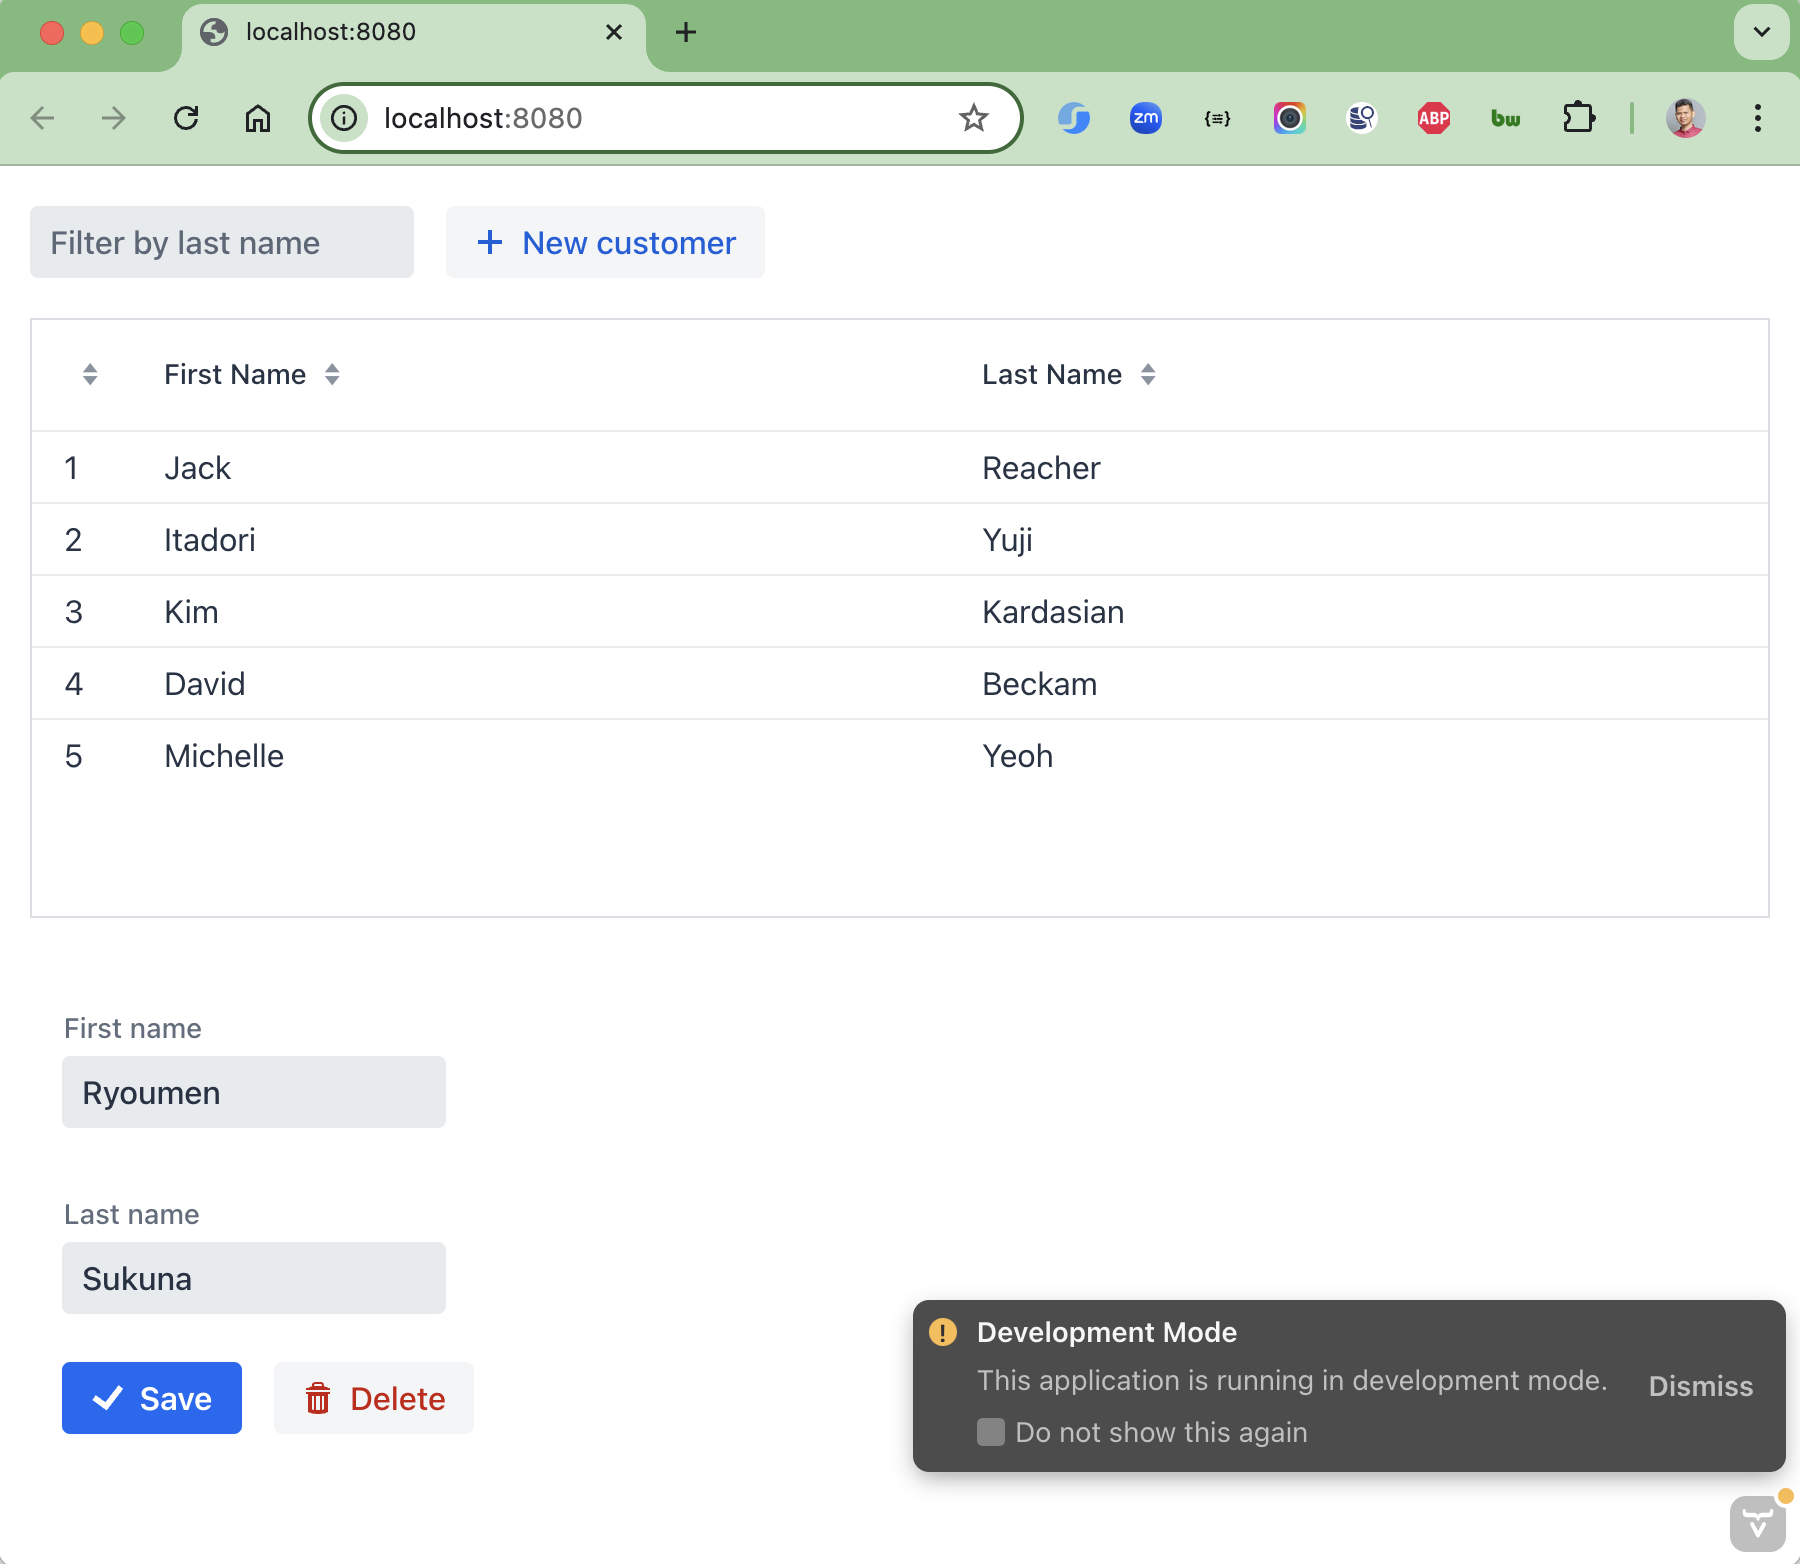 localhost:8080
localhost:8080
zm
{≡}
ABP
bw
Filter by last name
+ New customer
First Name Last Name
1 Jack Reacher
2 Itadori Yuji
3 Kim Kardasian
4 David Beckam
5 Michelle Yeoh
First name
Ryoumen
Last name
Sukuna
Save Delete
Development Mode
This application is running in development mode.
Dismiss
Do not show this again